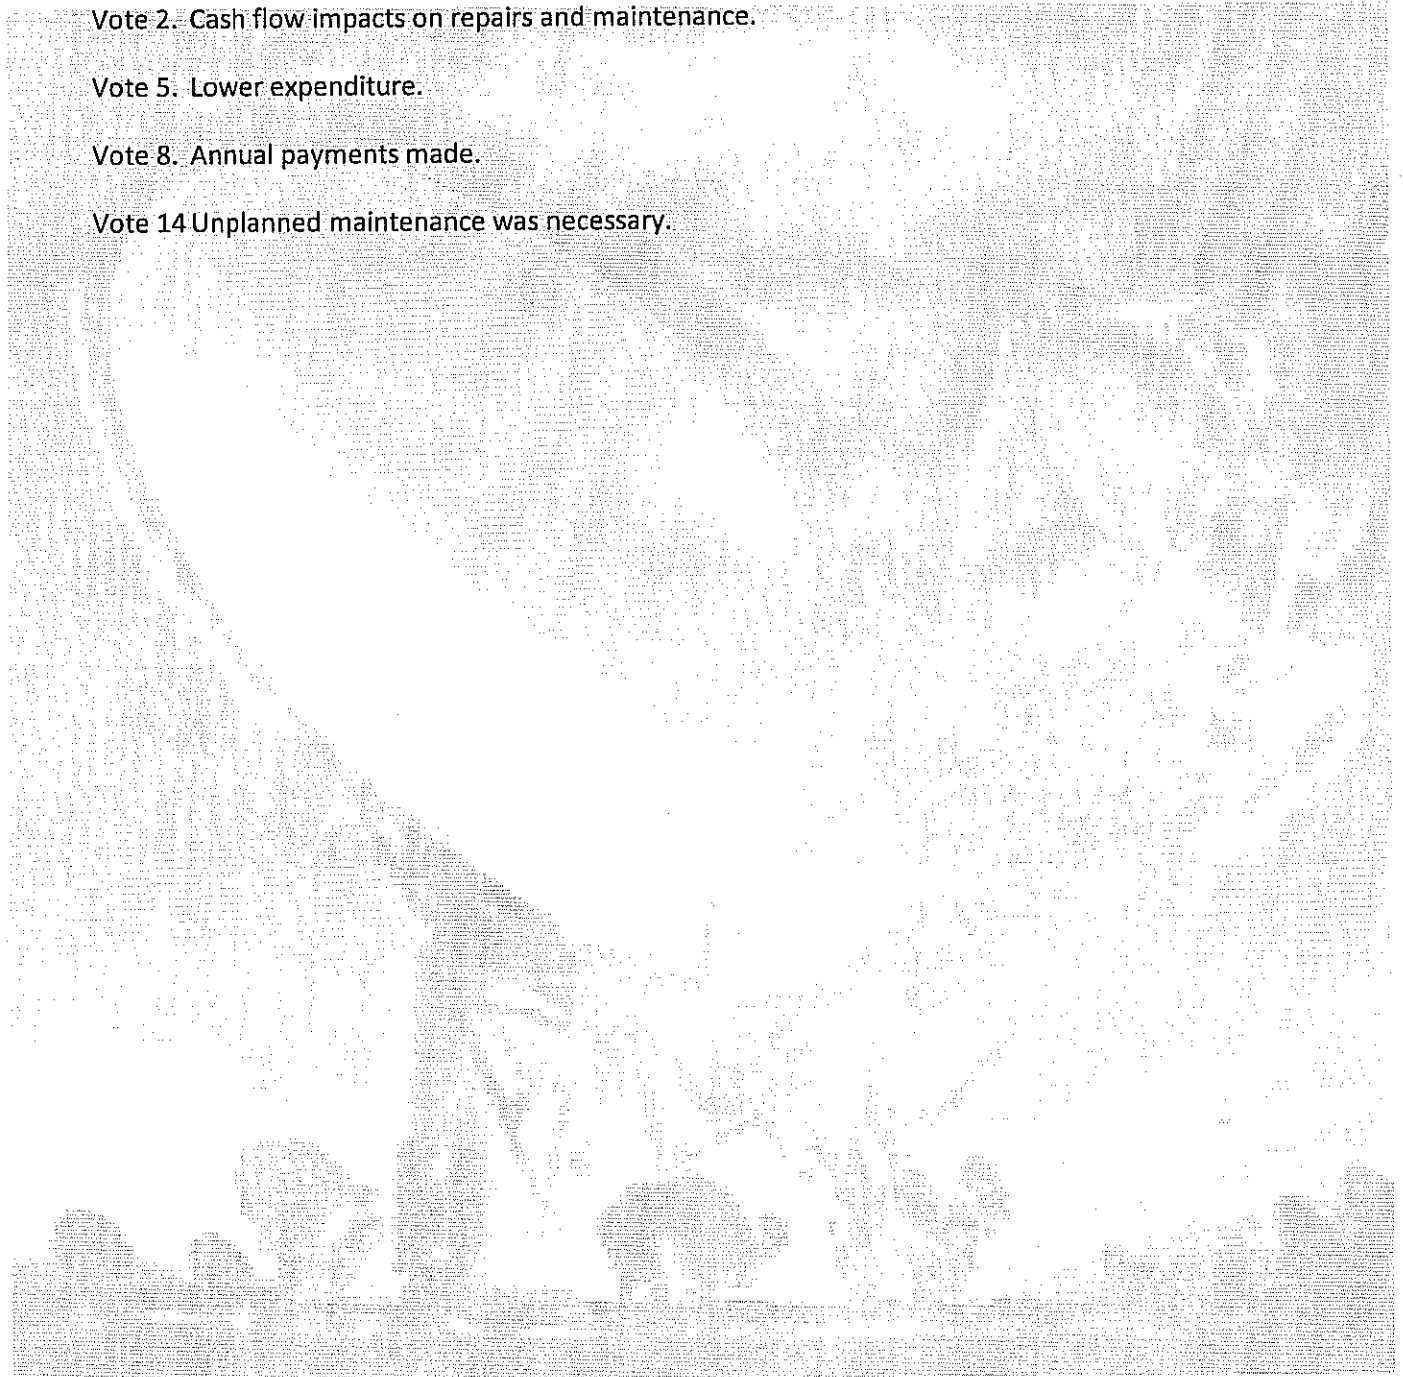 Vote 2. Cash flow impacts on repairs and maintenance.
Vote 5. Lower expenditure.
Vote 8. Annual payments made.
Vote 14 Unplanned maintenance was necessary.